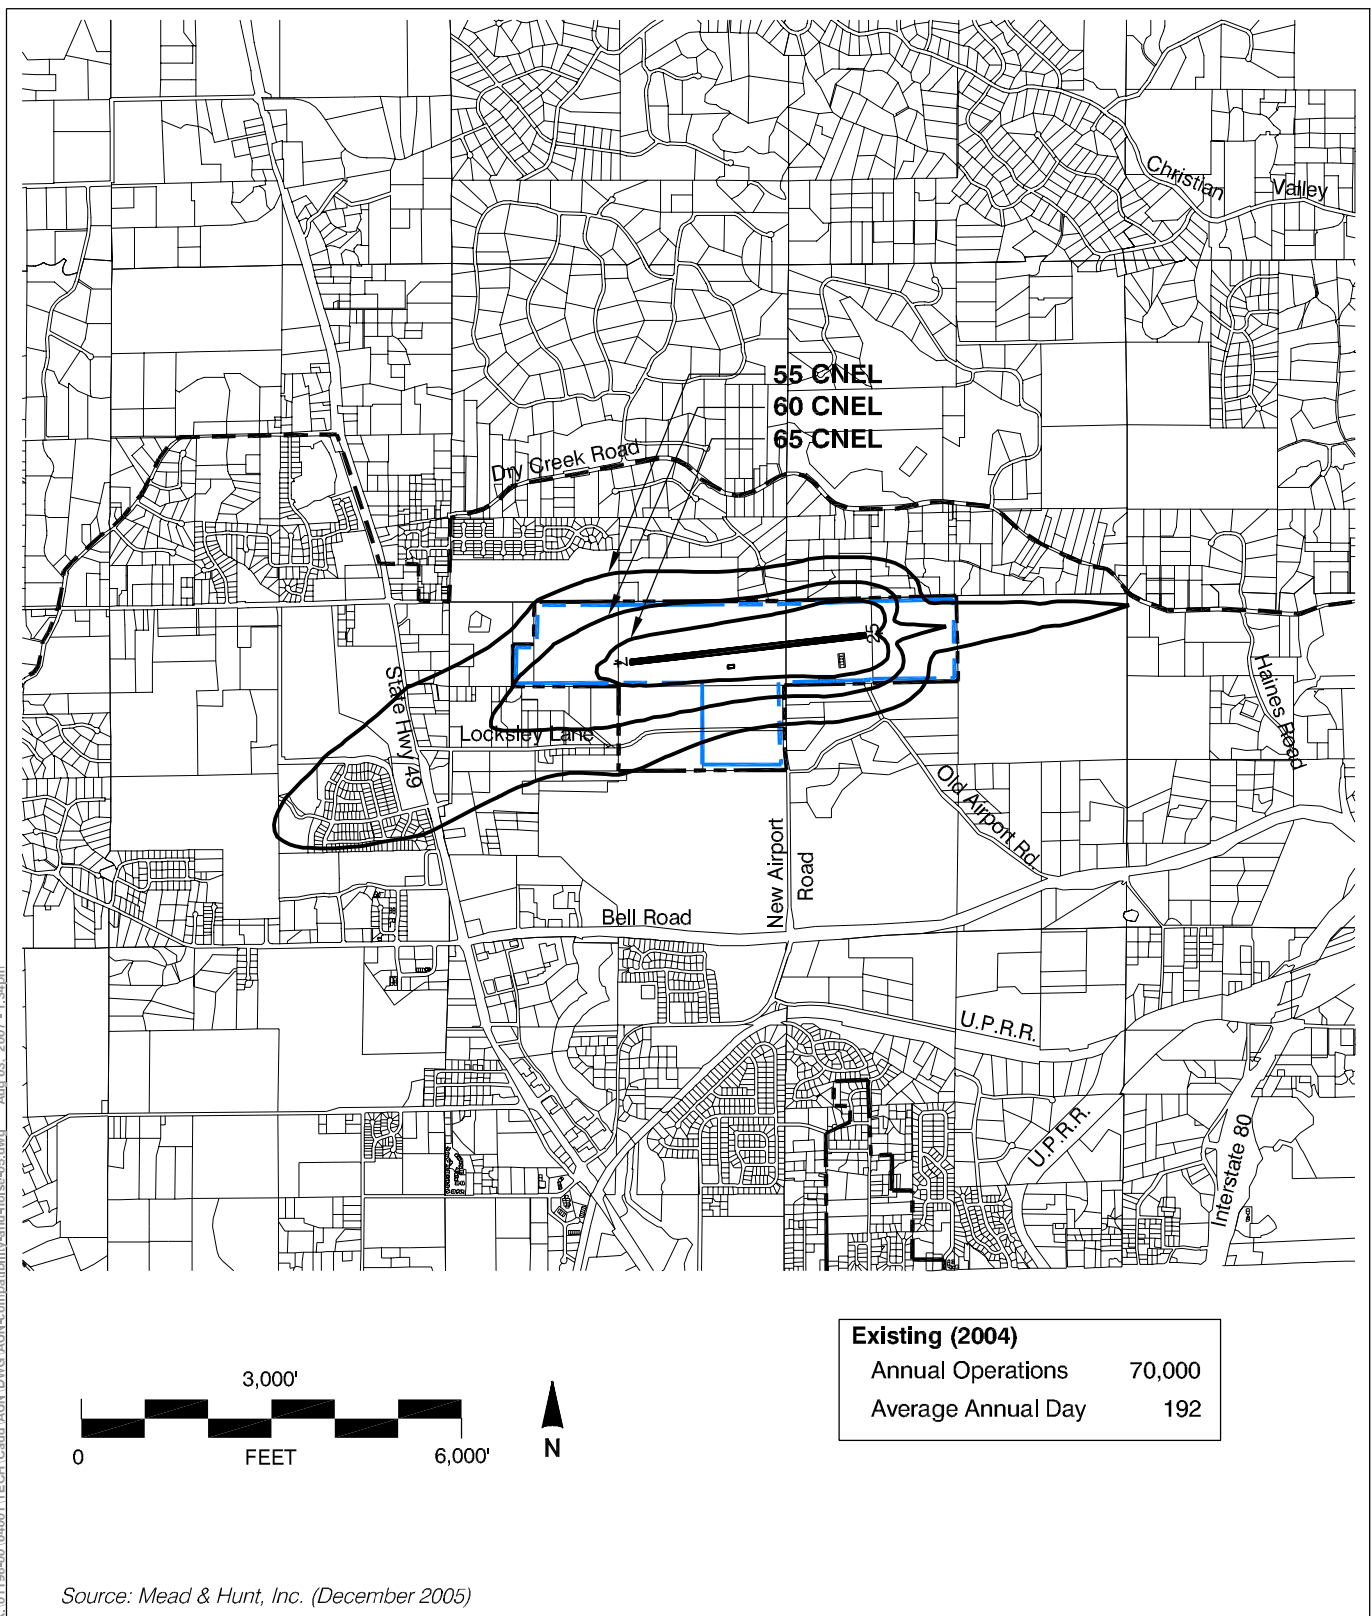 Christian
Valley
55 CNEL
60 CNEL
65 CNEL
Dry Creek Road
25
7
State Hwy 49
Locksley Lane
Haines Road
Old Airport Rd.
New Airport
Road
Bell Road
U.P.R.R.
U.P.R.R.
Interstate 80
Existing (2004)
Annual Operations 70,000
Average Annual Day 192
3,000'
0 FEET 6,000'
N
Source: Mead & Hunt, Inc. (December 2005)